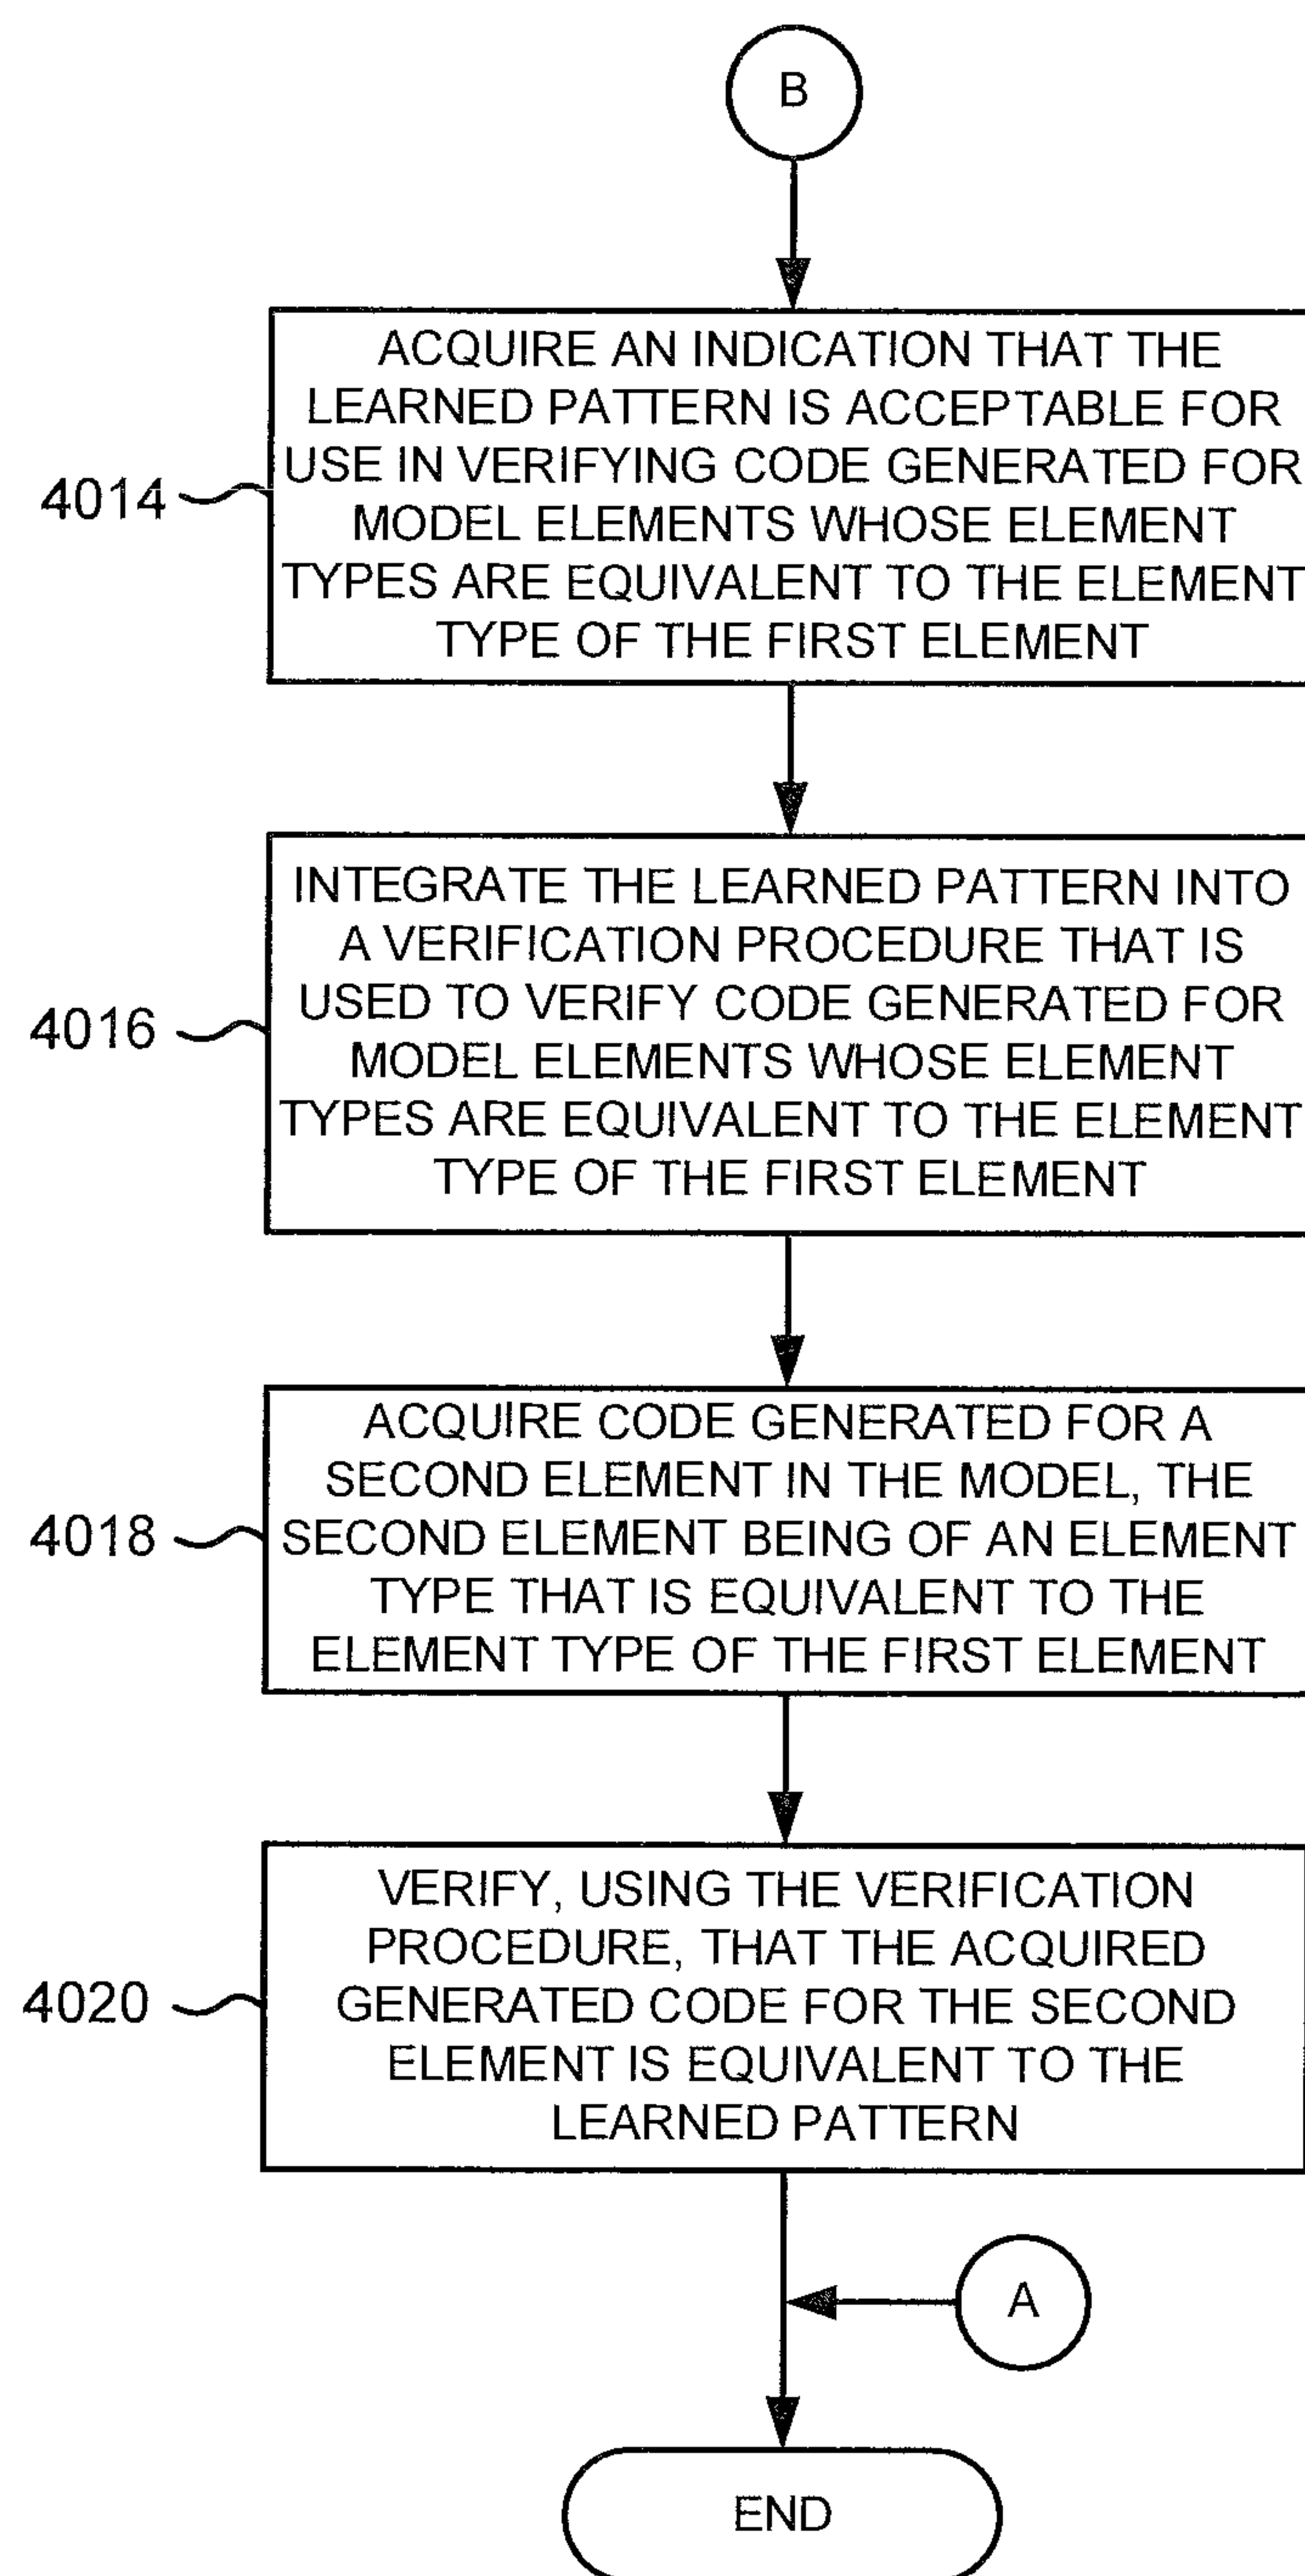 B
ACQUIRE AN INDICATION THAT THE
LEARNED PATTERN IS ACCEPTABLE FOR
USE IN VERIFYING CODE GENERATED FOR
MODEL ELEMENTS WHOSE ELEMENT
TYPES ARE EQUIVALENT TO THE ELEMENT
TYPE OF THE FIRST ELEMENT
4014
INTEGRATE THE LEARNED PATTERN INTO
A VERIFICATION PROCEDURE THAT IS
USED TO VERIFY CODE GENERATED FOR
MODEL ELEMENTS WHOSE ELEMENT
TYPES ARE EQUIVALENT TO THE ELEMENT
TYPE OF THE FIRST ELEMENT
4016
ACQUIRE CODE GENERATED FOR A
SECOND ELEMENT IN THE MODEL, THE
SECOND ELEMENT BEING OF AN ELEMENT
TYPE THAT IS EQUIVALENT TO THE
ELEMENT TYPE OF THE FIRST ELEMENT
4018
VERIFY, USING THE VERIFICATION
PROCEDURE, THAT THE ACQUIRED
GENERATED CODE FOR THE SECOND
ELEMENT IS EQUIVALENT TO THE
LEARNED PATTERN
4020
A
END